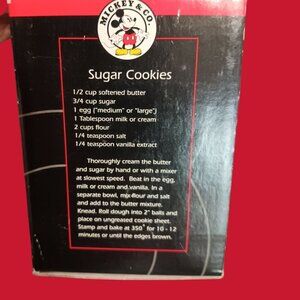 MICKEY & CO.
Sugar Cookies
1/2 cup softened butter
3/4 cup sugar
1 egg ("medium" or "large")
1 Tablespoon milk or cream
2 cups flour
1/4 teaspoon salt
1/4 teaspoon vanilla extract
Thoroughly cream the butter
and sugar by hand or with a mixer
at slowest speed. Beat in the egg,
milk or cream and vanilla. In a
separate bowl, mix flour and salt
and add to the butter mixture.
Knead. Roll dough into 2" balls and
place on ungreased cookie sheet.
Stamp and bake at 350° for 10 - 12
minutes or until the edges brown.